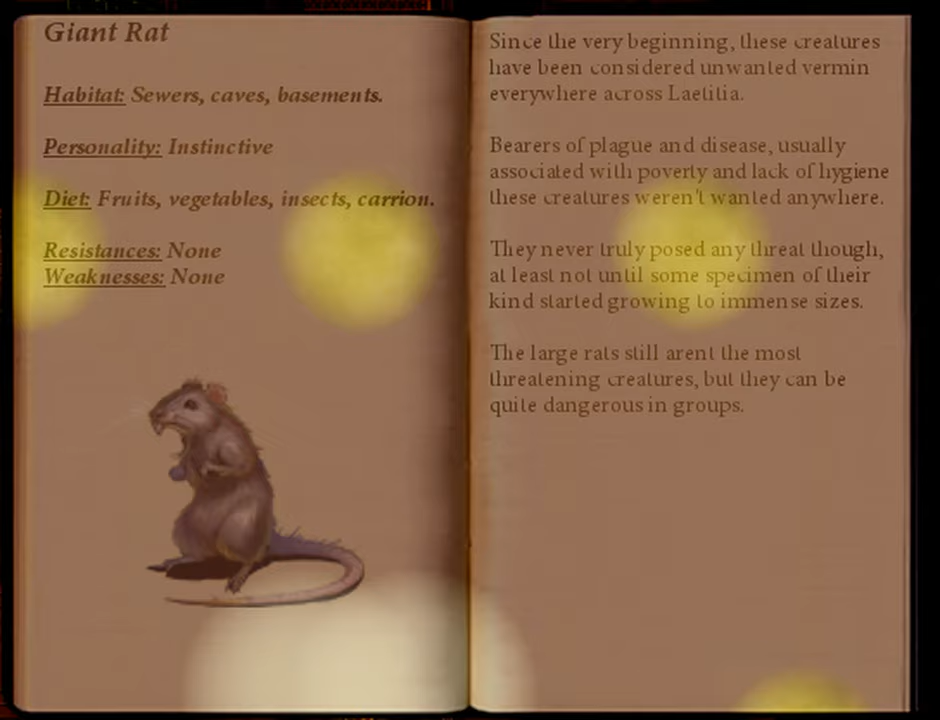 Giant Rat
Habitat: Sewers, caves, basements.
Personality: Instinctive
Diet: Fruits, vegetables, insects, carrion.
Resistances: None
Weaknesses: None
Since the very beginning, these creatures
have been considered unwanted vermin
everywhere across Laetitia.
Bearers of plague and disease, usually
associated with poverty and lack of hygiene
these creatures weren't wanted anywhere.
They never truly posed any threat though,
at least not until some specimen of their
kind started growing to immense sizes.
The large rats still arent the most
threatening creatures, but they can be
quite dangerous in groups.